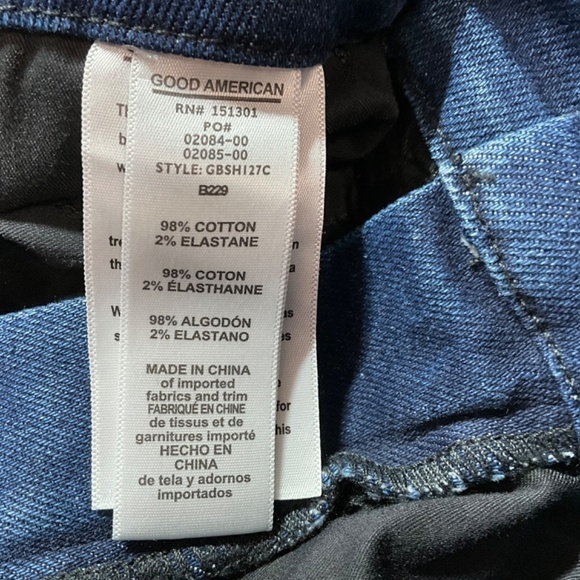 GOOD AMERICAN
RN# 151301
PO#
02084-00
02085-00
STYLE: GBSH127C
B229
98% COTTON
2% ELASTANE
98% COTON
2% ÉLASTHANNE
98% ALGODÓN
2% ELASTANO
MADE IN CHINA
of imported
fabrics and trim
FABRIQUÉ EN CHINE
de tissus et de
garnitures importé
HECHO EN
CHINA
de tela y adornos
importados